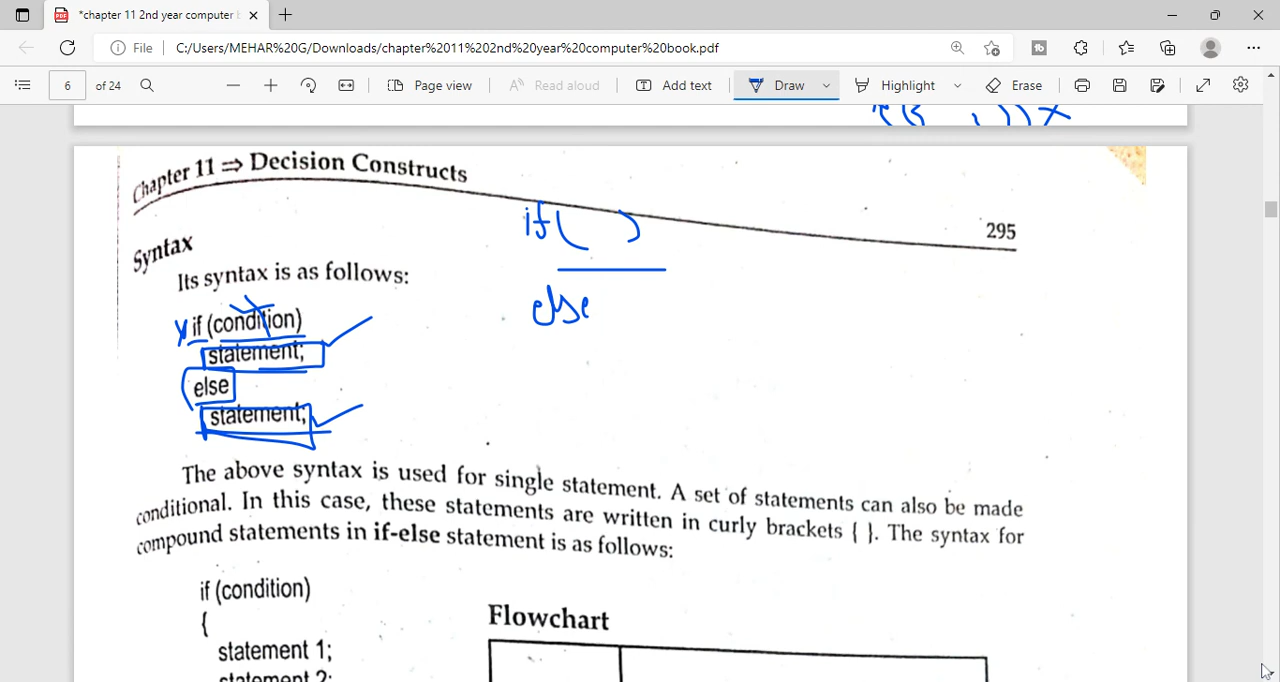 *chapter 11 2nd year computer
File
C:/Users/MEHAR%20G/Downloads/chapter%2011%202nd%20year%20computer%20book.pdf
6 of 24
Page view
Read aloud
Add text
Draw
Highlight
Erase
Chapter 11 ⇒ Decision Constructs
295
if( )
else
Syntax
Its syntax is as follows:
if (condition)
statement;
else
statement;
The above syntax is used for single statement. A set of statements can also be made
conditional. In this case, these statements are written in curly brackets { }. The syntax for
compound statements in if-else statement is as follows:
if (condition)
{
statement 1;
statement 2;
Flowchart